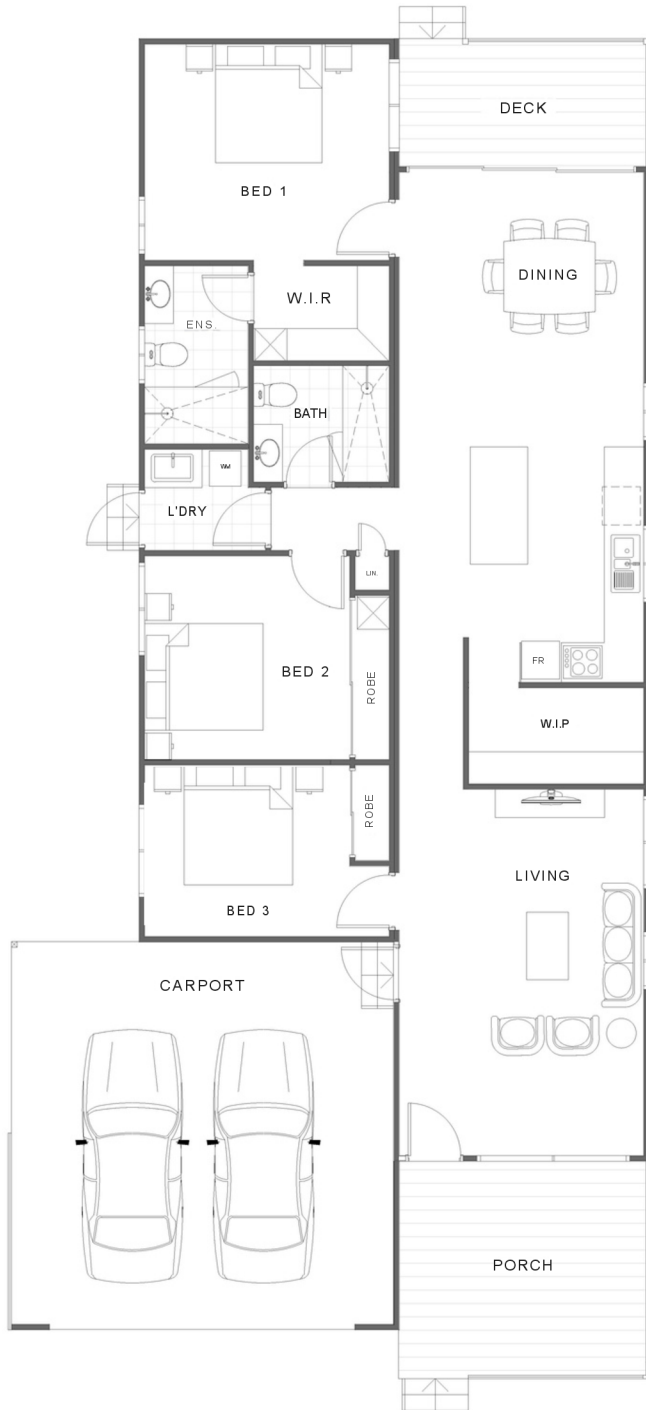 DECK
BED 1
DINING
W.I.R
ENS.
BATH
WM
L'DRY
LIN.
BED 2
ROBE
FR
W.I.P
ROBE
LIVING
BED 3
CARPORT
PORCH